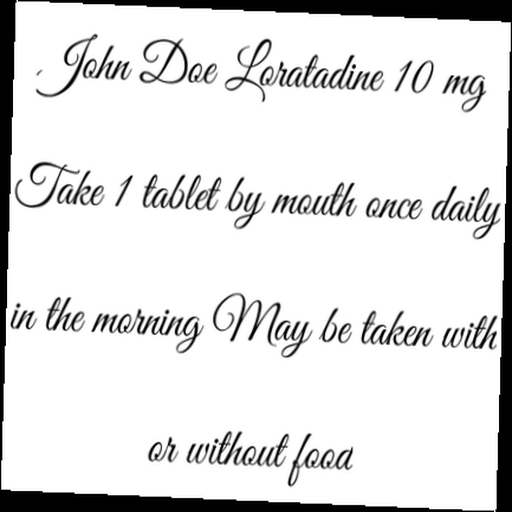 John Doe Loratadine 10 mg
Take 1 tablet by mouth once daily
in the morning May be taken with
or without food